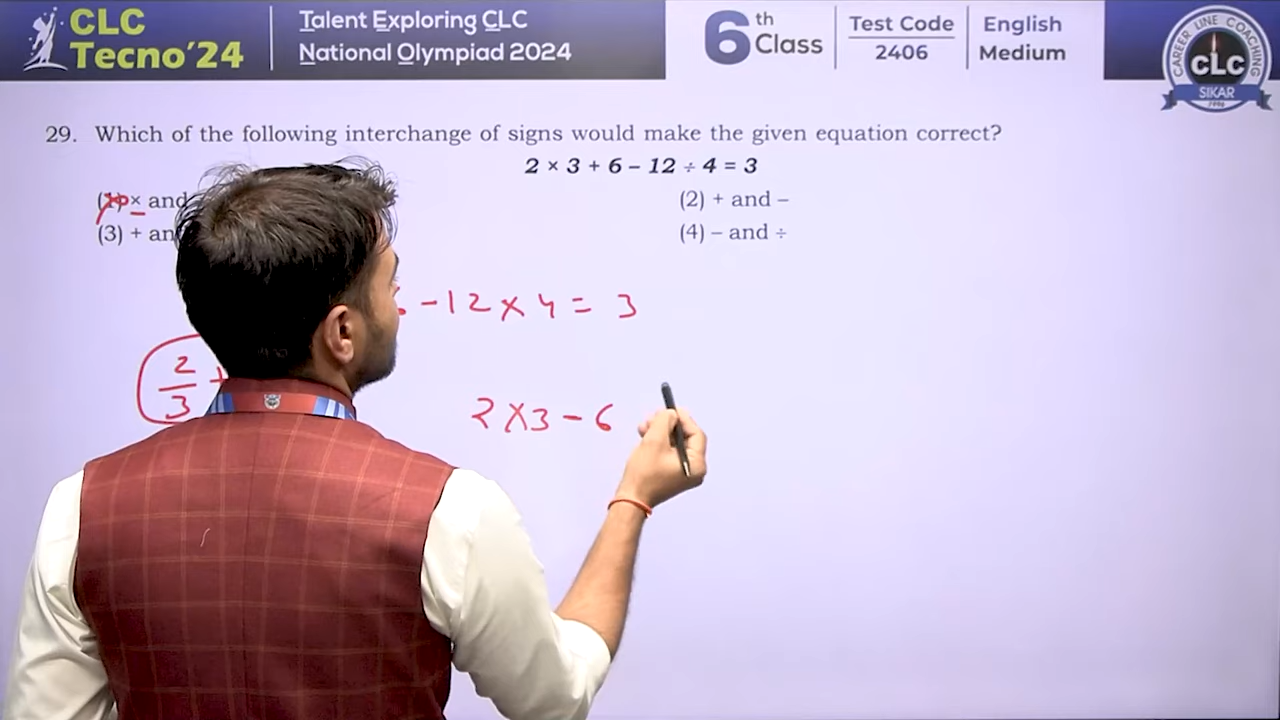 CLC
Tecno'24
Talent Exploring CLC
National Olympiad 2024
6th Class
Test Code
2406
English
Medium
CAREER LINE COACHING
CLC
SIKAR
1996
29. Which of the following interchange of signs would make the given equation correct?
2 × 3 + 6 – 12 ÷ 4 = 3
(1) × and
(2) + and –
(3) +
(4) – and ÷
-12 × 4 = 3
2/3 +
2 × 3 - 6